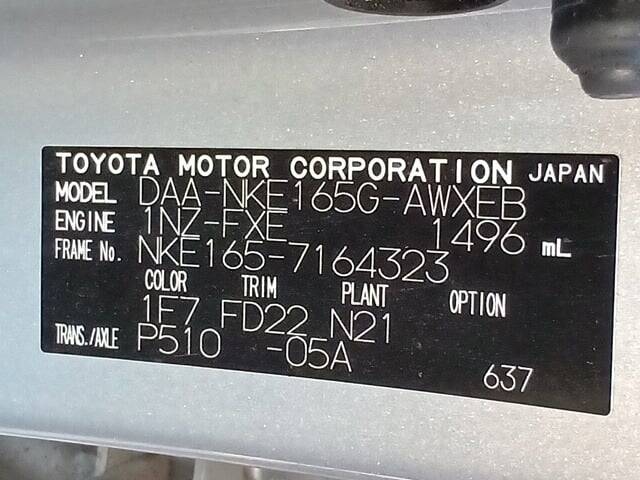 TOYOTA MOTOR CORPORATION JAPAN
MODEL DAA-NKE165G-AWXEB
ENGINE 1NZ-FXE 1496 mL
FRAME No. NKE165-7164323
COLOR TRIM PLANT OPTION
1F7 FD22 N21
TRANS./AXLE P510 -05A
637